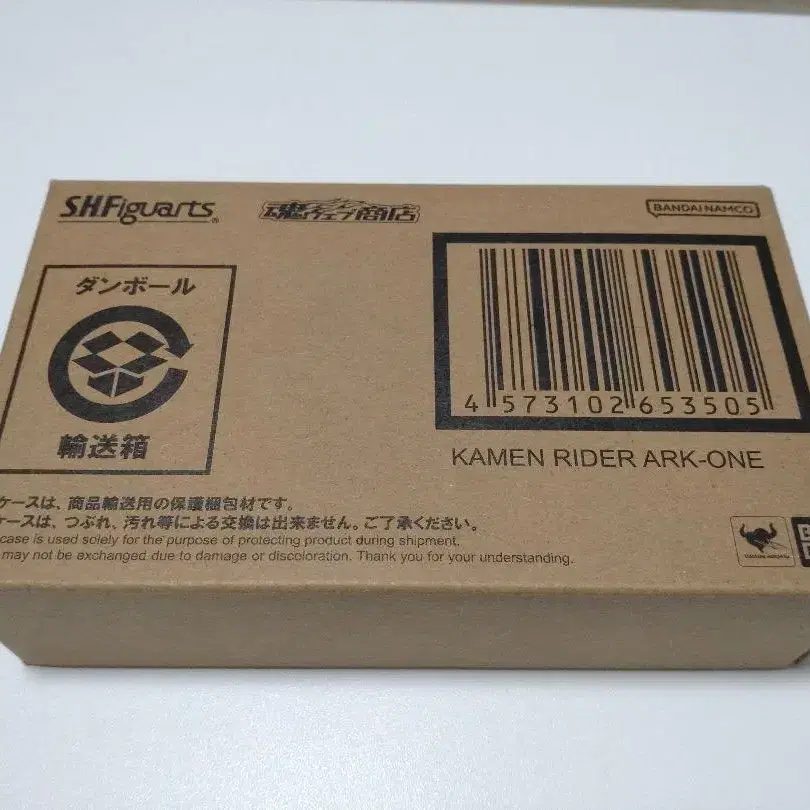 S.H.Figuarts
魂ウェブ商店
BANDAI NAMCO
ダンボール
輸送箱
4 573102 653505
KAMEN RIDER ARK-ONE
ケースは、商品輸送用の保護梱包材です。
ケースは、つぶれ、汚れ等による交換は出来ません。ご了承ください。
case is used solely for the purpose of protecting product during shipment.
may not be exchanged due to damage or discoloration. Thank you for your understanding.